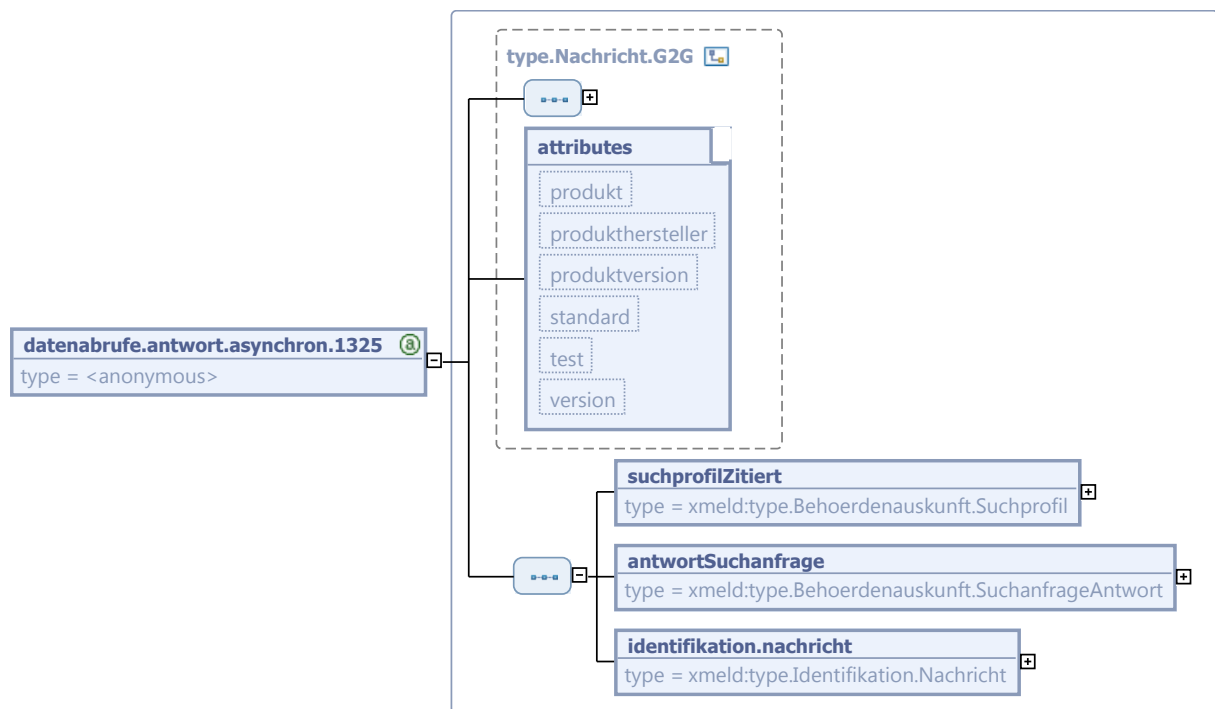 type.Nachricht.G2G
attributes
produkt
produkthersteller
produktversion
standard
test
version
datenabrufe.antwort.asynchron.1325 a
type = <anonymous>
suchprofilZitiert
type = xmeld:type.Behoerdenauskunft.Suchprofil
antwortSuchanfrage
type = xmeld:type.Behoerdenauskunft.SuchanfrageAntwort
identifikation.nachricht
type = xmeld:type.Identifikation.Nachricht